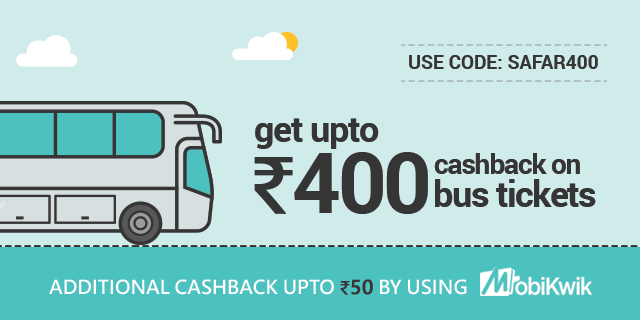 USE CODE: SAFAR400
get upto
₹400 cashback on
bus tickets
ADDITIONAL CASHBACK UPTO ₹50 BY USING MobiKwik